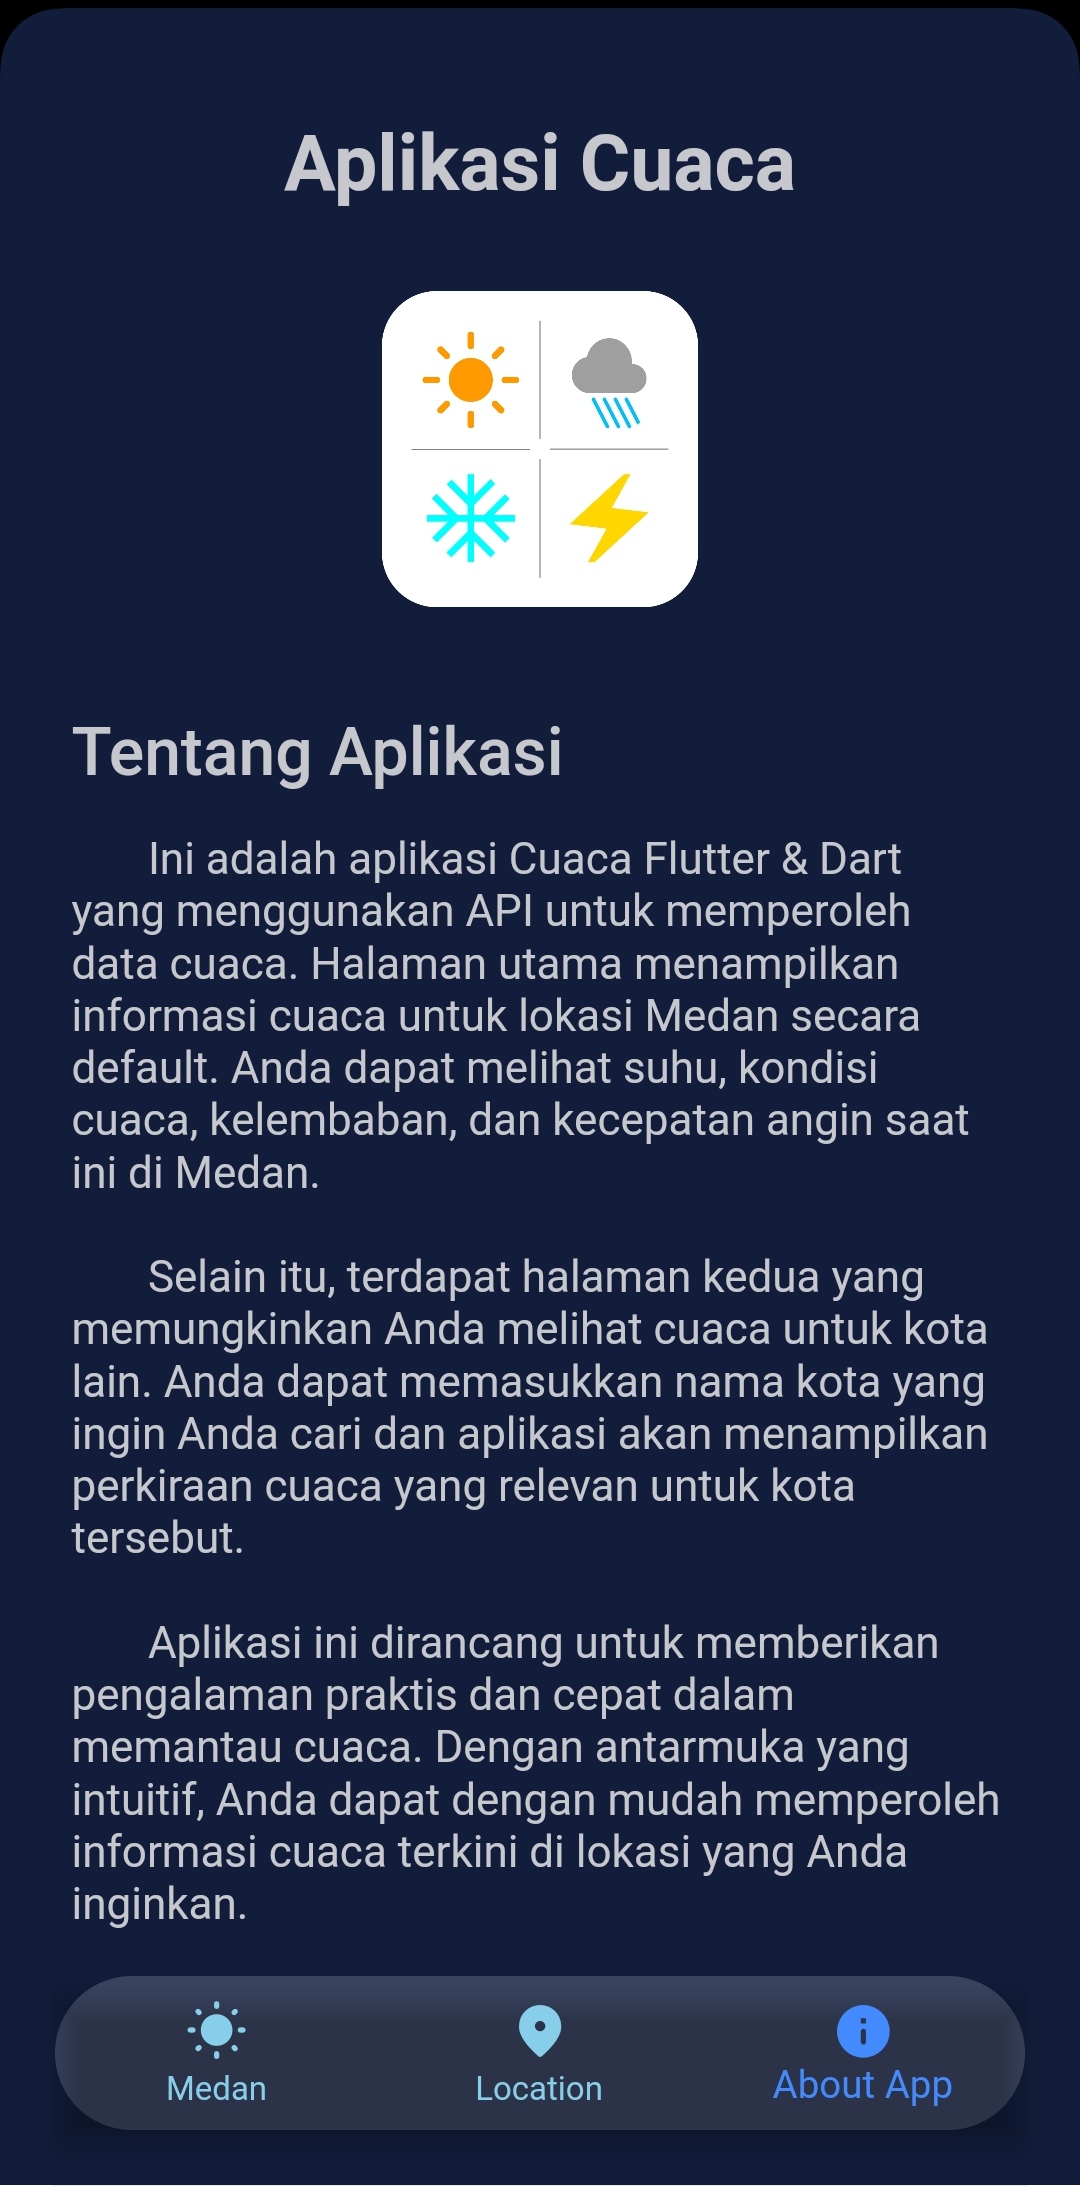 Aplikasi Cuaca
Tentang Aplikasi
Ini adalah aplikasi Cuaca Flutter & Dart
yang menggunakan API untuk memperoleh
data cuaca. Halaman utama menampilkan
informasi cuaca untuk lokasi Medan secara
default. Anda dapat melihat suhu, kondisi
cuaca, kelembaban, dan kecepatan angin saat
ini di Medan.
Selain itu, terdapat halaman kedua yang
memungkinkan Anda melihat cuaca untuk kota
lain. Anda dapat memasukkan nama kota yang
ingin Anda cari dan aplikasi akan menampilkan
perkiraan cuaca yang relevan untuk kota
tersebut.
Aplikasi ini dirancang untuk memberikan
pengalaman praktis dan cepat dalam
memantau cuaca. Dengan antarmuka yang
intuitif, Anda dapat dengan mudah memperoleh
informasi cuaca terkini di lokasi yang Anda
inginkan.
Medan
Location
About App